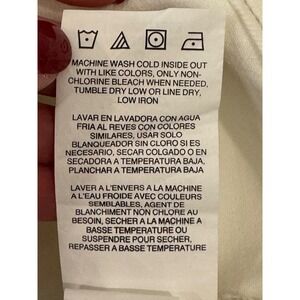 MACHINE WASH COLD INSIDE OUT
WITH LIKE COLORS, ONLY NON-
CHLORINE BLEACH WHEN NEEDED,
TUMBLE DRY LOW OR LINE DRY,
LOW IRON
LAVAR EN LAVADORA CON AGUA
FRIA AL REVES CON COLORES
SIMILARES, USAR SOLO
BLANQUEADOR SIN CLORO SI ES
NECESARIO, SECAR COLGADO O EN
SECADORA A TEMPERATURA BAJA,
PLANCHAR A TEMPERATURA BAJA
LAVER A L'ENVERS A LA MACHINE
A L'EAU FROIDE AVEC COULEURS
SEMBLABLES, AGENT DE
BLANCHIMENT NON CHLORE AU
BESOIN, SECHER A LA MACHINE A
BASSE TEMPERATURE OU
SUSPENDRE POUR SECHER,
REPASSER A BASSE TEMPERATURE